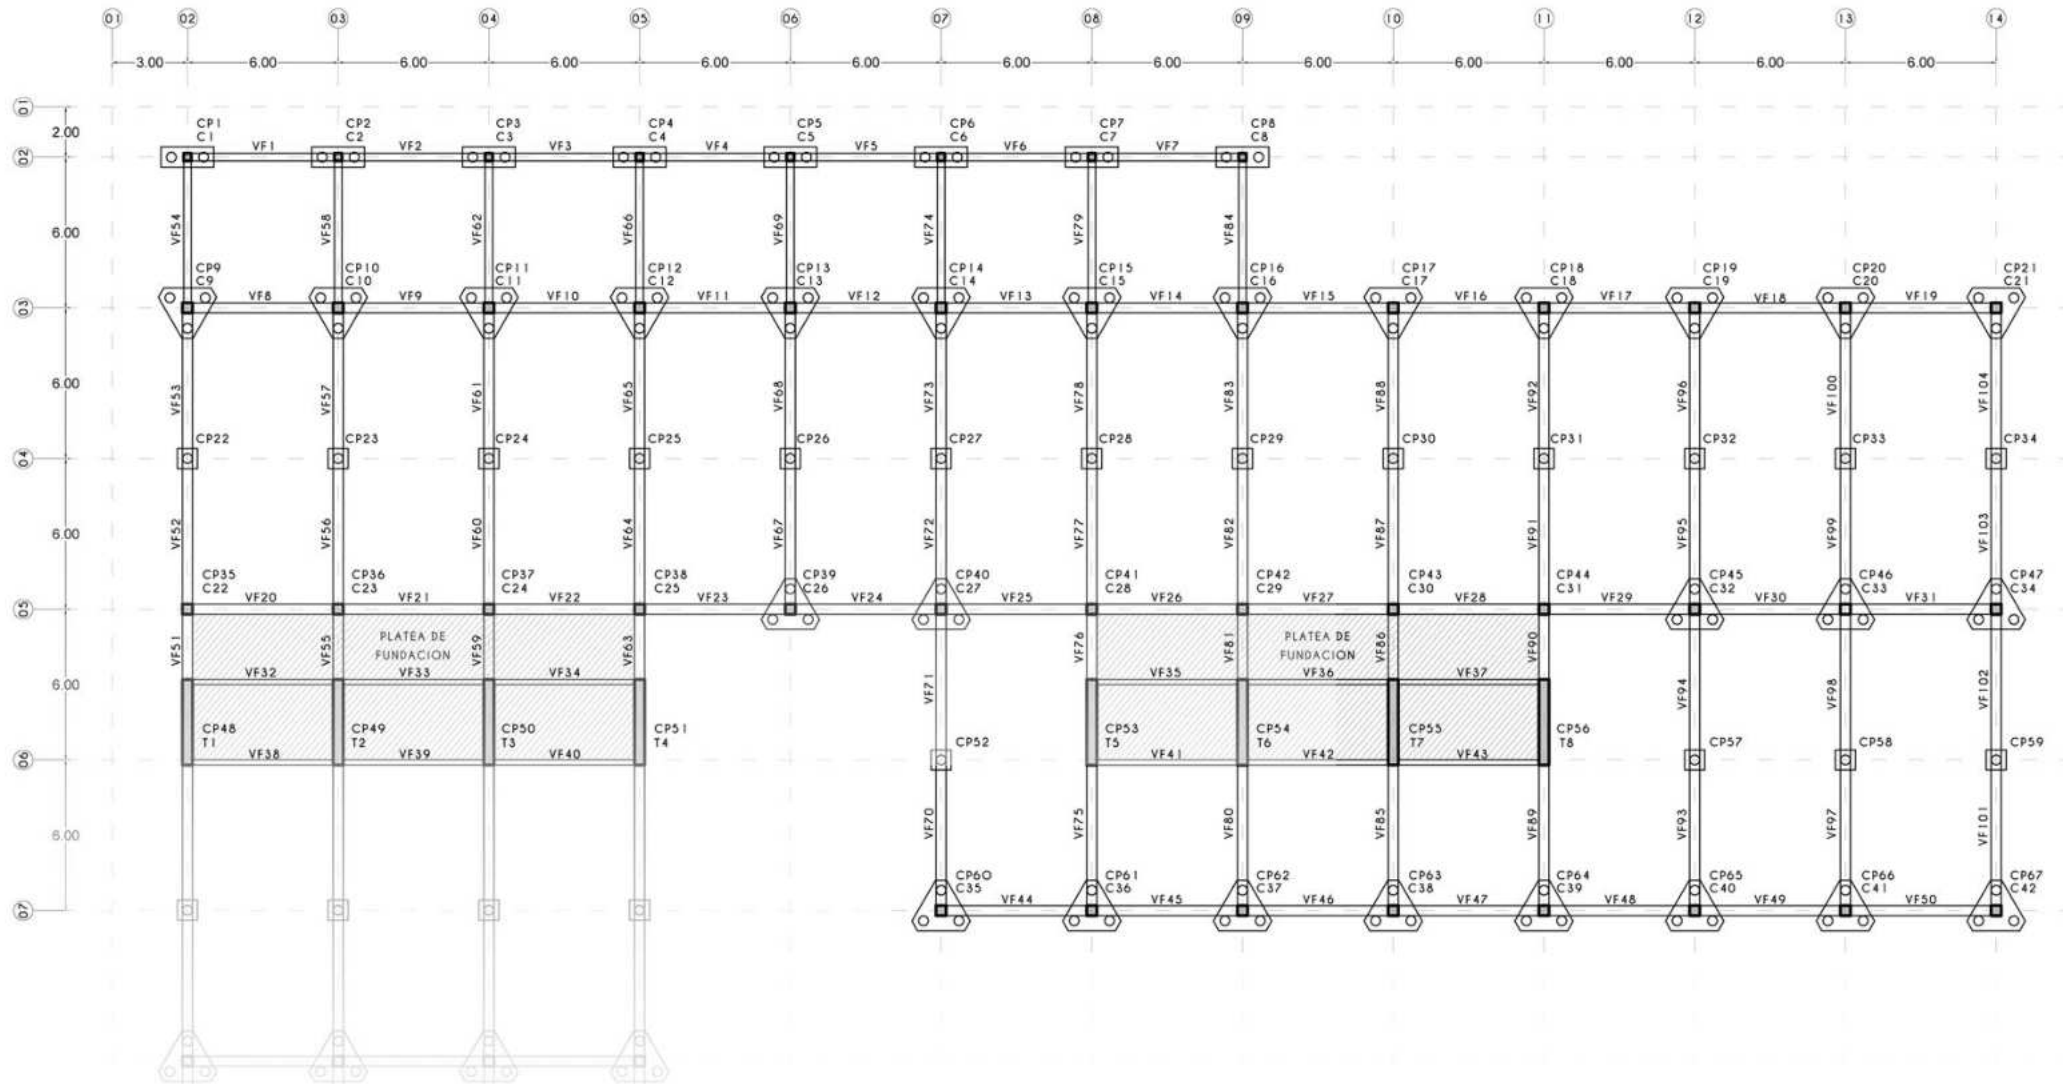 01 02 03 04 05 06 07 08 09 10 11 12 13 14
3.00 6.00 6.00 6.00 6.00 6.00 6.00 6.00 6.00 6.00 6.00 6.00 6.00
01
2.00
CP1 CP2 CP3 CP4 CP5 CP6 CP7 CP8
C1 C2 C3 C4 C5 C6 C7 C8
02 VF1 VF2 VF3 VF4 VF5 VF6 VF7
6.00 VF54 VF58 VF62 VF66 VF69 VF74 VF79 VF84
CP9 CP10 CP11 CP12 CP13 CP14 CP15 CP16 CP17 CP18 CP19 CP20 CP21
C9 C10 C11 C12 C13 C14 C15 C16 C17 C18 C19 C20 C21
03 VF8 VF9 VF10 VF11 VF12 VF13 VF14 VF15 VF16 VF17 VF18 VF19
6.00 VF53 VF57 VF61 VF65 VF68 VF73 VF78 VF83 VF88 VF92 VF96 VF100 VF104
CP22 CP23 CP24 CP25 CP26 CP27 CP28 CP29 CP30 CP31 CP32 CP33 CP34
04
6.00 VF52 VF56 VF60 VF64 VF67 VF72 VF77 VF82 VF87 VF91 VF95 VF99 VF103
CP35 CP36 CP37 CP38 CP39 CP40 CP41 CP42 CP43 CP44 CP45 CP46 CP47
C22 C23 C24 C25 C26 C27 C28 C29 C30 C31 C32 C33 C34
05 VF20 VF21 VF22 VF23 VF24 VF25 VF26 VF27 VF28 VF29 VF30 VF31
PLATEA DE PLATEA DE
FUNDACION FUNDACION
VF51 VF55 VF59 VF63 VF76 VF81 VF86 VF90
6.00 VF32 VF33 VF34 VF71 VF35 VF36 VF37 VF94 VF98 VF102
CP48 CP49 CP50 CP51 CP52 CP53 CP54 CP55 CP56 CP57 CP58 CP59
T1 T2 T3 T4 T5 T6 T7 T8
06 VF38 VF39 VF40 VF41 VF42 VF43
6.00 VF70 VF75 VF80 VF85 VF89 VF93 VF97 VF101
CP60 CP61 CP62 CP63 CP64 CP65 CP66 CP67
C35 C36 C37 C38 C39 C40 C41 C42
07 VF44 VF45 VF46 VF47 VF48 VF49 VF50